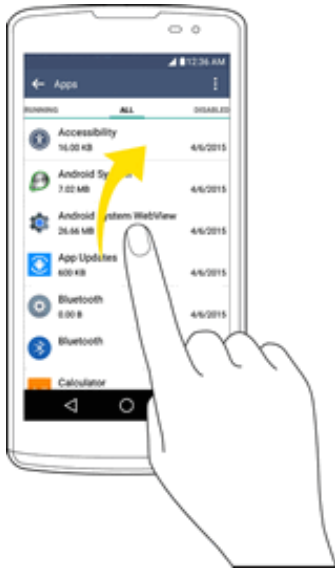 12:36 AM
Apps
RUNNING ALL DISABLED
Accessibility
16.00 KB 4/6/2015
Android Sy
7.02 MB 4/6/2015
Android System WebView
26.66 MB 4/6/2015
App Updates
600 KB 4/6/2015
Bluetooth
0.00 B 4/6/2015
Bluetooth
Calculator